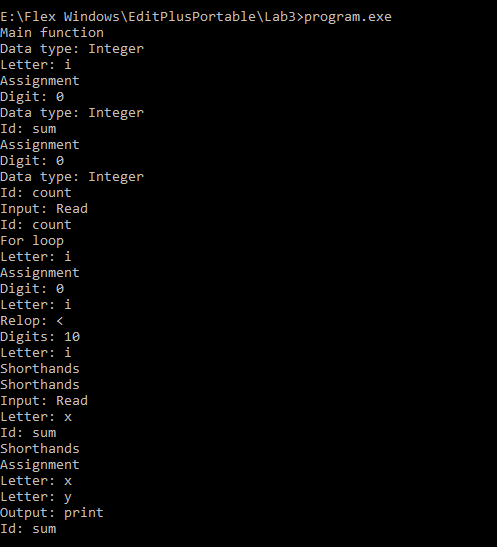 E:\Flex Windows\EditPlusPortable\Lab3>program.exe
Main function
Data type: Integer
Letter: i
Assignment
Digit: 0
Data type: Integer
Id: sum
Assignment
Digit: 0
Data type: Integer
Id: count
Input: Read
Id: count
For loop
Letter: i
Assignment
Digit: 0
Letter: i
Relop: <
Digits: 10
Letter: i
Shorthands
Shorthands
Input: Read
Letter: x
Id: sum
Shorthands
Assignment
Letter: x
Letter: y
Output: print
Id: sum